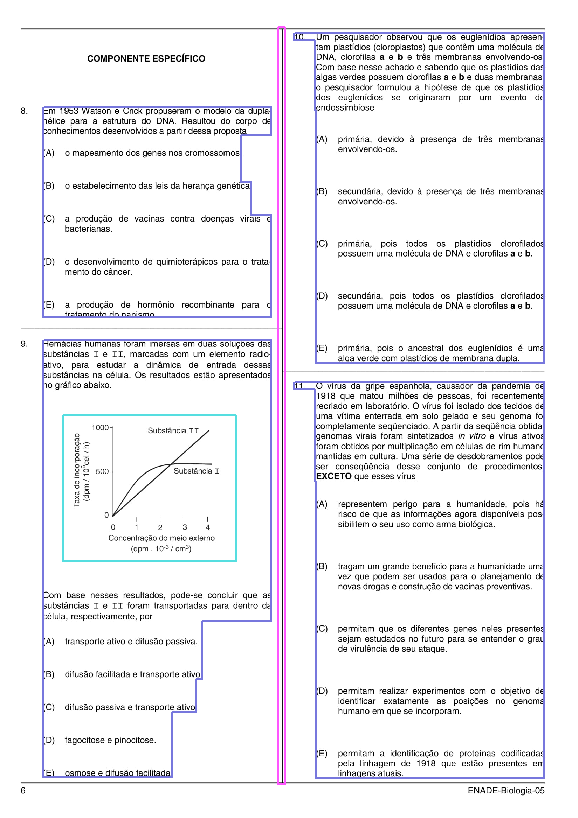 COMPONENTE ESPECÍFICO
8. Em 1953 Watson e Crick propuseram o modelo da dupla-
hélice para a estrutura do DNA. Resultou do corpo de
conhecimentos desenvolvidos a partir dessa proposta
(A) o mapeamento dos genes nos cromossomos.
(B) o estabelecimento das leis da herança genética.
(C) a produção de vacinas contra doenças virais e
bacterianas.
(D) o desenvolvimento de quimioterápicos para o trata-
mento do câncer.
(E) a produção de hormônio recombinante para o
tratamento do nanismo.
9. Hemácias humanas foram imersas em duas soluções das
substâncias I e II, marcadas com um elemento radio-
ativo, para estudar a dinâmica de entrada dessas
substâncias na célula. Os resultados estão apresentados
no gráfico abaixo.
Taxa de incorporação
(dpm / 10⁶cel / h)
1000
500
0
Substância II
Substância I
0 1 2 3 4
Concentração do meio externo
(dpm . 10⁻³ / cm³)
Com base nesses resultados, pode-se concluir que as
substâncias I e II foram transportadas para dentro da
célula, respectivamente, por
(A) transporte ativo e difusão passiva.
(B) difusão facilitada e transporte ativo.
(C) difusão passiva e transporte ativo.
(D) fagocitose e pinocitose.
(E) osmose e difusão facilitada.
10. Um pesquisador observou que os euglenídios apresen-
tam plastídios (cloroplastos) que contêm uma molécula de
DNA, clorofilas a e b e três membranas envolvendo-os.
Com base nesse achado e sabendo que os plastídios das
algas verdes possuem clorofilas a e b e duas membranas,
o pesquisador formulou a hipótese de que os plastídios
dos euglenídios se originaram por um evento de
endossimbiose
(A) primária, devido à presença de três membranas
envolvendo-os.
(B) secundária, devido à presença de três membranas
envolvendo-os.
(C) primária, pois todos os plastídios clorofilados
possuem uma molécula de DNA e clorofilas a e b.
(D) secundária, pois todos os plastídios clorofilados
possuem uma molécula de DNA e clorofilas a e b.
(E) primária, pois o ancestral dos euglenídios é uma
alga verde com plastídios de membrana dupla.
11. O vírus da gripe espanhola, causador da pandemia de
1918 que matou milhões de pessoas, foi recentemente
recriado em laboratório. O vírus foi isolado dos tecidos de
uma vítima enterrada em solo gelado e seu genoma foi
completamente seqüenciado. A partir da seqüência obtida,
genomas virais foram sintetizados in vitro e vírus ativos
foram obtidos por multiplicação em células de rim humano
mantidas em cultura. Uma série de desdobramentos pode
ser conseqüência desse conjunto de procedimentos,
EXCETO que esses vírus
(A) representem perigo para a humanidade, pois há
risco de que as informações agora disponíveis pos-
sibilitem o seu uso como arma biológica.
(B) tragam um grande benefício para a humanidade uma
vez que podem ser usados para o planejamento de
novas drogas e construção de vacinas preventivas.
(C) permitam que os diferentes genes neles presentes
sejam estudados no futuro para se entender o grau
de virulência de seu ataque.
(D) permitam realizar experimentos com o objetivo de
identificar exatamente as posições no genoma
humano em que se incorporam.
(E) permitam a identificação de proteínas codificadas
pela linhagem de 1918 que estão presentes em
linhagens atuais.
6
ENADE-Biologia-05